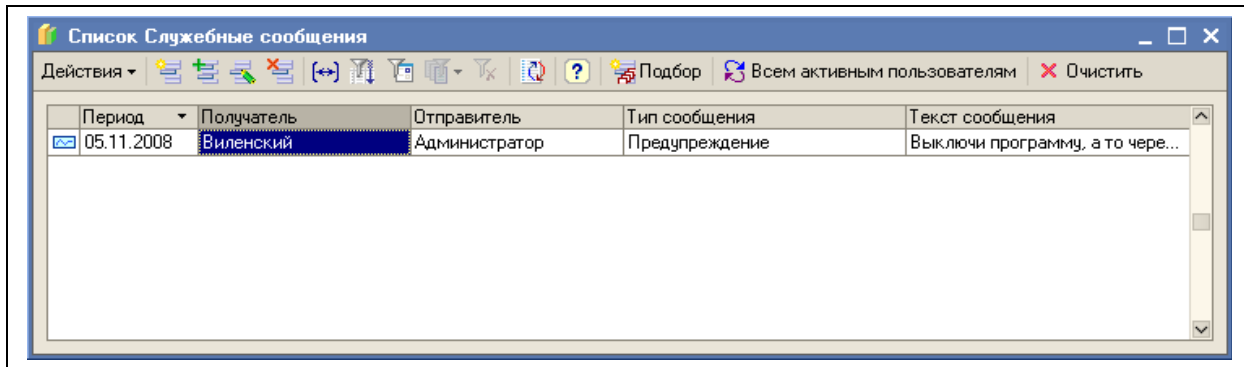 Список Служебные сообщения
Действия Подбор Всем активным пользователям Очистить
Период Получатель Отправитель Тип сообщения Текст сообщения
05.11.2008 Виленский Администратор Предупреждение Выключи программу, а то чере...